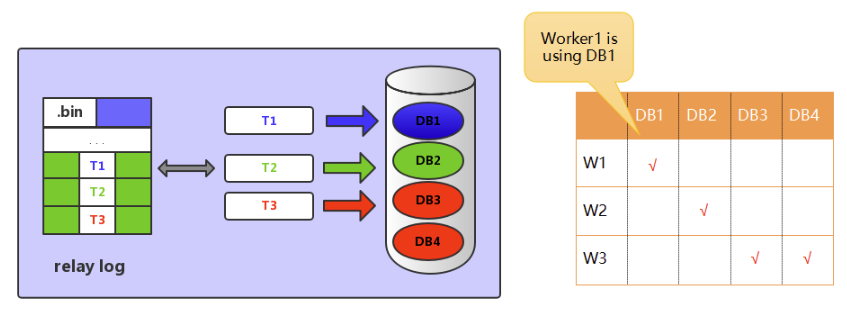 .bin
. . .
T1
T2
T3
relay log
T1
T2
T3
DB1
DB2
DB3
DB4
Worker1 is
using DB1
DB1 DB2 DB3 DB4
W1 √
W2 √
W3 √ √